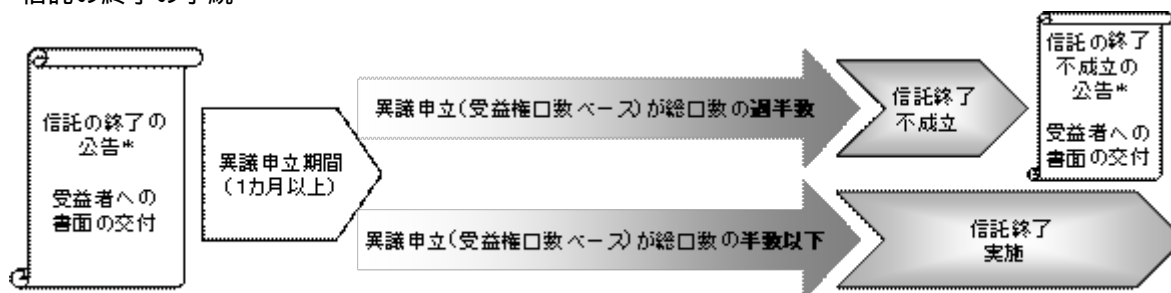 信託の終了の手続
信託の終了の
公告*
受益者への
書面の交付
異議申立期間
(1カ月以上)
異議申立(受益権口数ベース)が総口数の過半数
信託終了
不成立
信託の終了
不成立の
公告*
受益者への
書面の交付
異議申立(受益権口数ベース)が総口数の半数以下
信託終了
実施